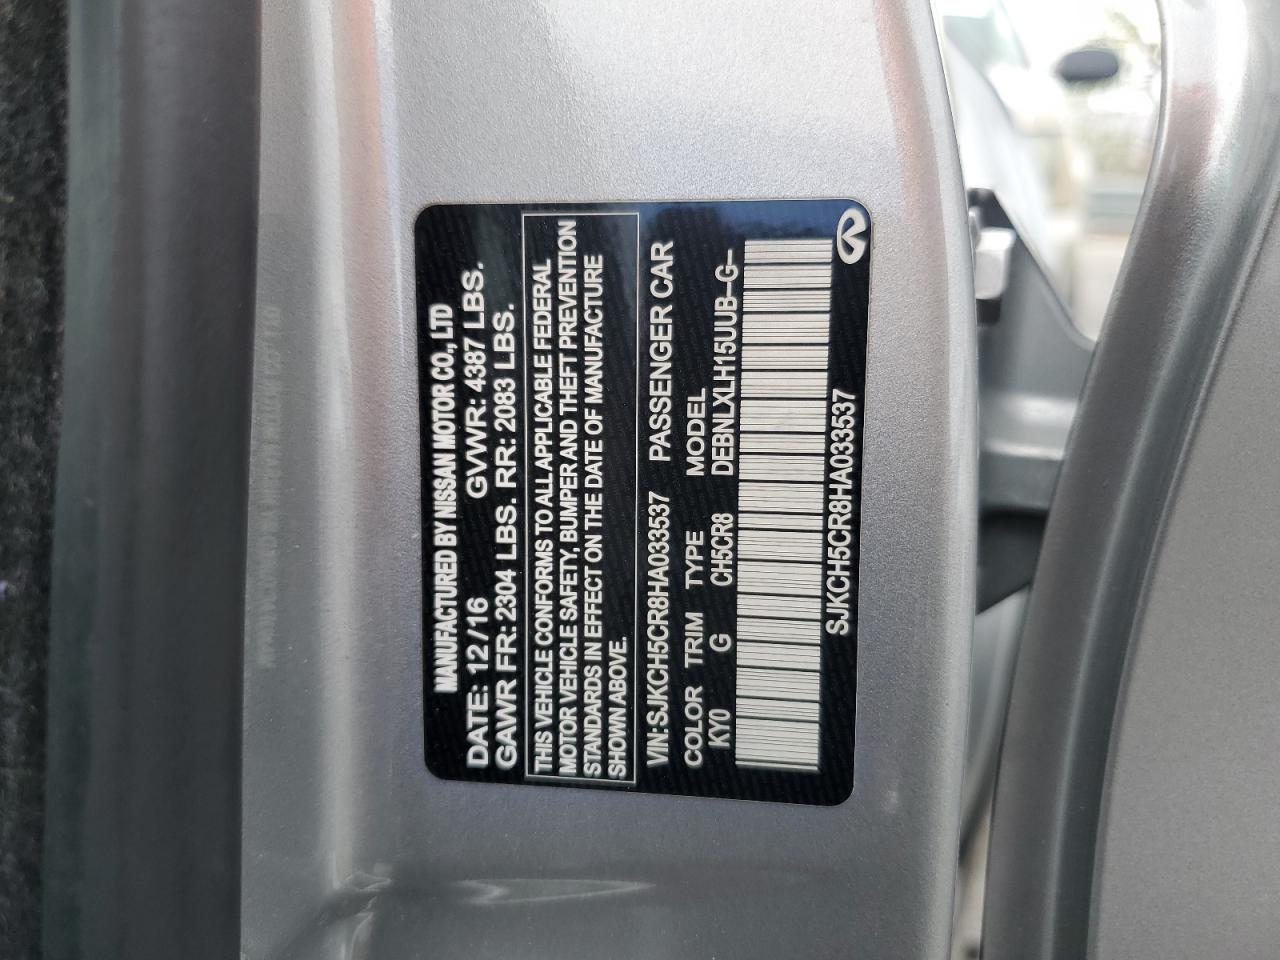 MANUFACTURED BY NISSAN MOTOR CO., LTD
DATE: 12/16 GVWR: 4387 LBS.
GAWR FR: 2304 LBS. RR: 2083 LBS.
THIS VEHICLE CONFORMS TO ALL APPLICABLE FEDERAL
MOTOR VEHICLE SAFETY, BUMPER AND THEFT PREVENTION
STANDARDS IN EFFECT ON THE DATE OF MANUFACTURE
SHOWN ABOVE.
VIN:SJKCH5CR8HA033537 PASSENGER CAR
COLOR TRIM TYPE MODEL
KY0 G CH5CR8 DEBNLXLH15UUB-G-
SJKCH5CR8HA033537